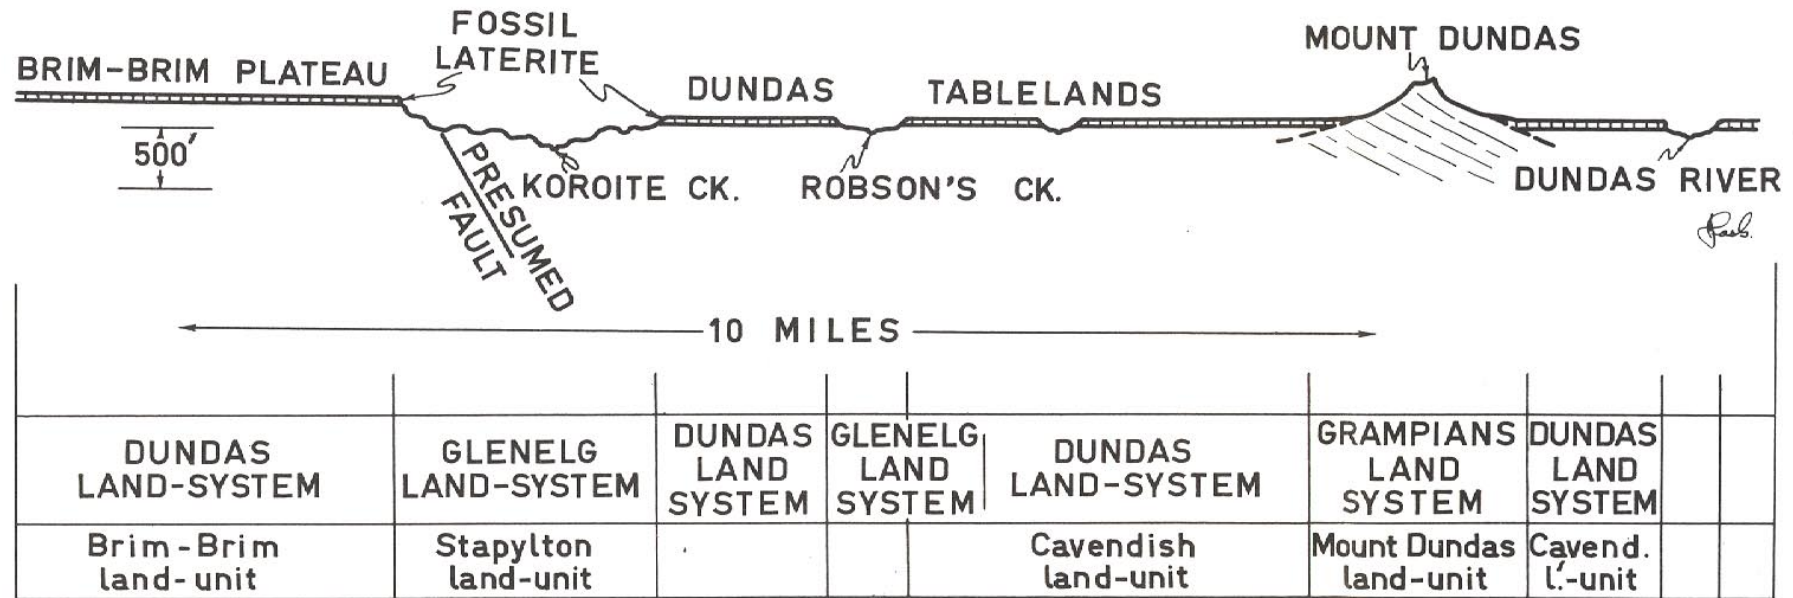 FOSSIL
LATERITE
MOUNT DUNDAS
BRIM-BRIM PLATEAU
DUNDAS TABLELANDS
500'
PRESUMED
FAULT
KOROITE CK.
ROBSON'S CK.
DUNDAS RIVER
10 MILES
DUNDAS
LAND-SYSTEM
GLENELG
LAND-SYSTEM
DUNDAS
LAND
SYSTEM
GLENELG
LAND
SYSTEM
DUNDAS
LAND-SYSTEM
GRAMPIANS
LAND
SYSTEM
DUNDAS
LAND
SYSTEM
Brim-Brim
land-unit
Stapylton
land-unit
Cavendish
land-unit
Mount Dundas
land-unit
Cavend.
l.'-unit